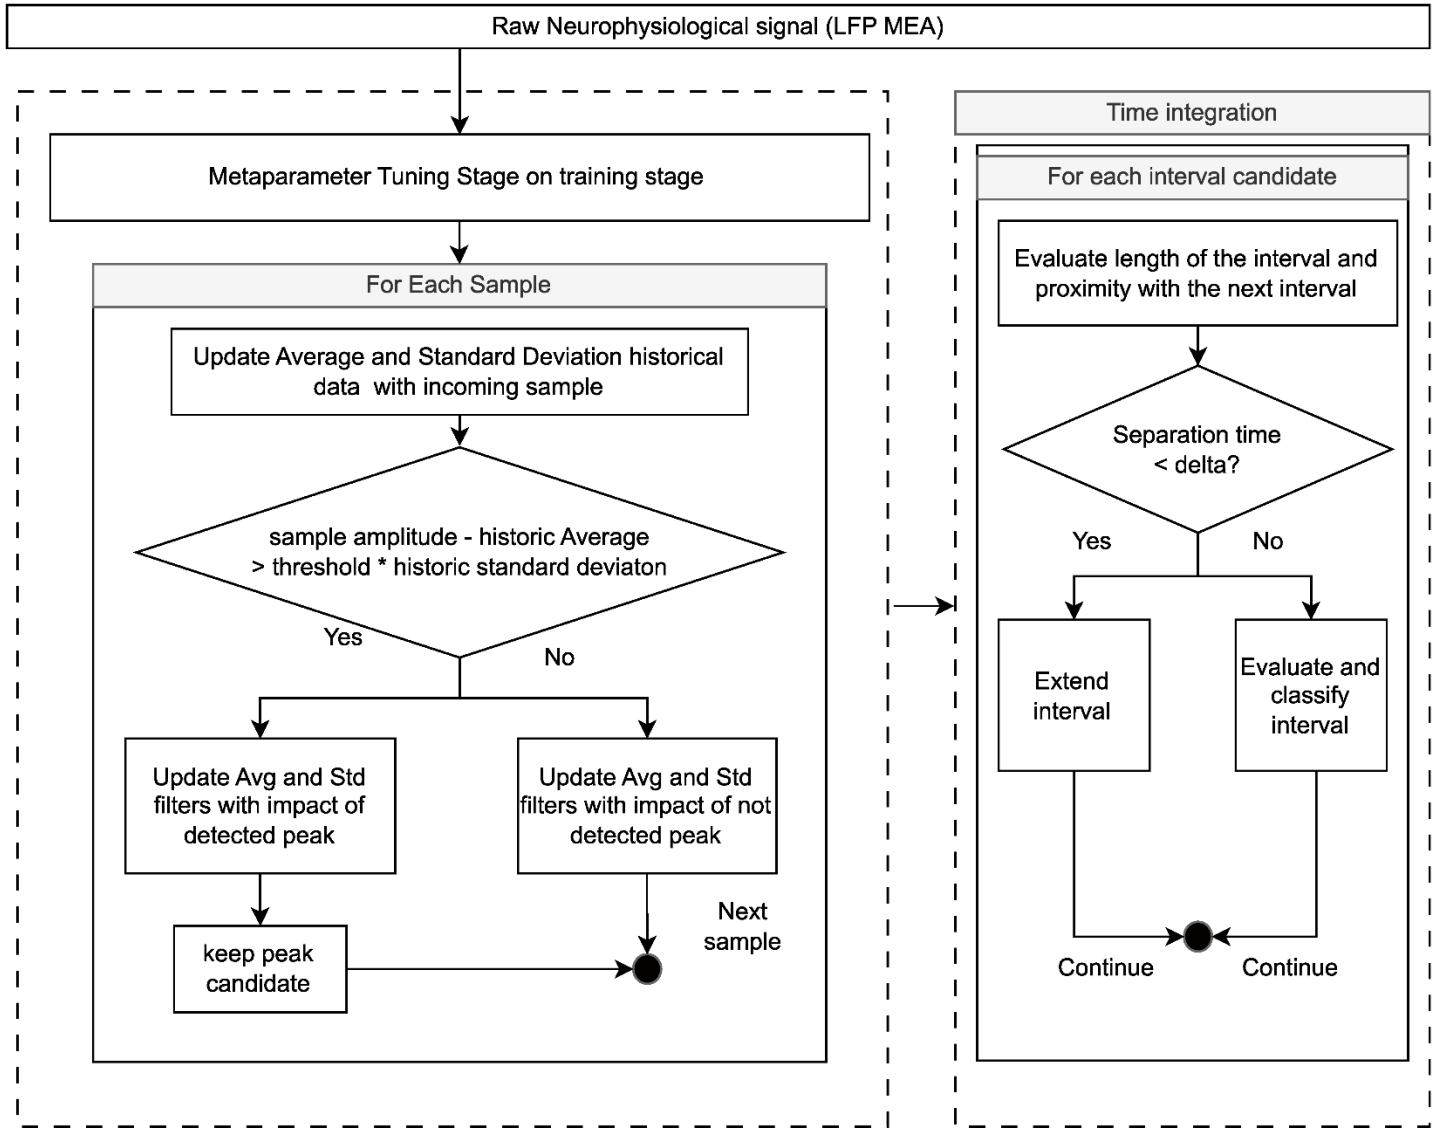 Raw Neurophysiological signal (LFP MEA)
Metaparameter Tuning Stage on training stage
For Each Sample
Update Average and Standard Deviation historical
data with incoming sample
sample amplitude - historic Average
> threshold * historic standard deviaton
Yes
No
Update Avg and Std
filters with impact of
detected peak
Update Avg and Std
filters with impact of not
detected peak
keep peak
candidate
Next
sample
Time integration
For each interval candidate
Evaluate length of the interval and
proximity with the next interval
Separation time
< delta?
Yes
No
Extend
interval
Evaluate and
classify
interval
Continue
Continue